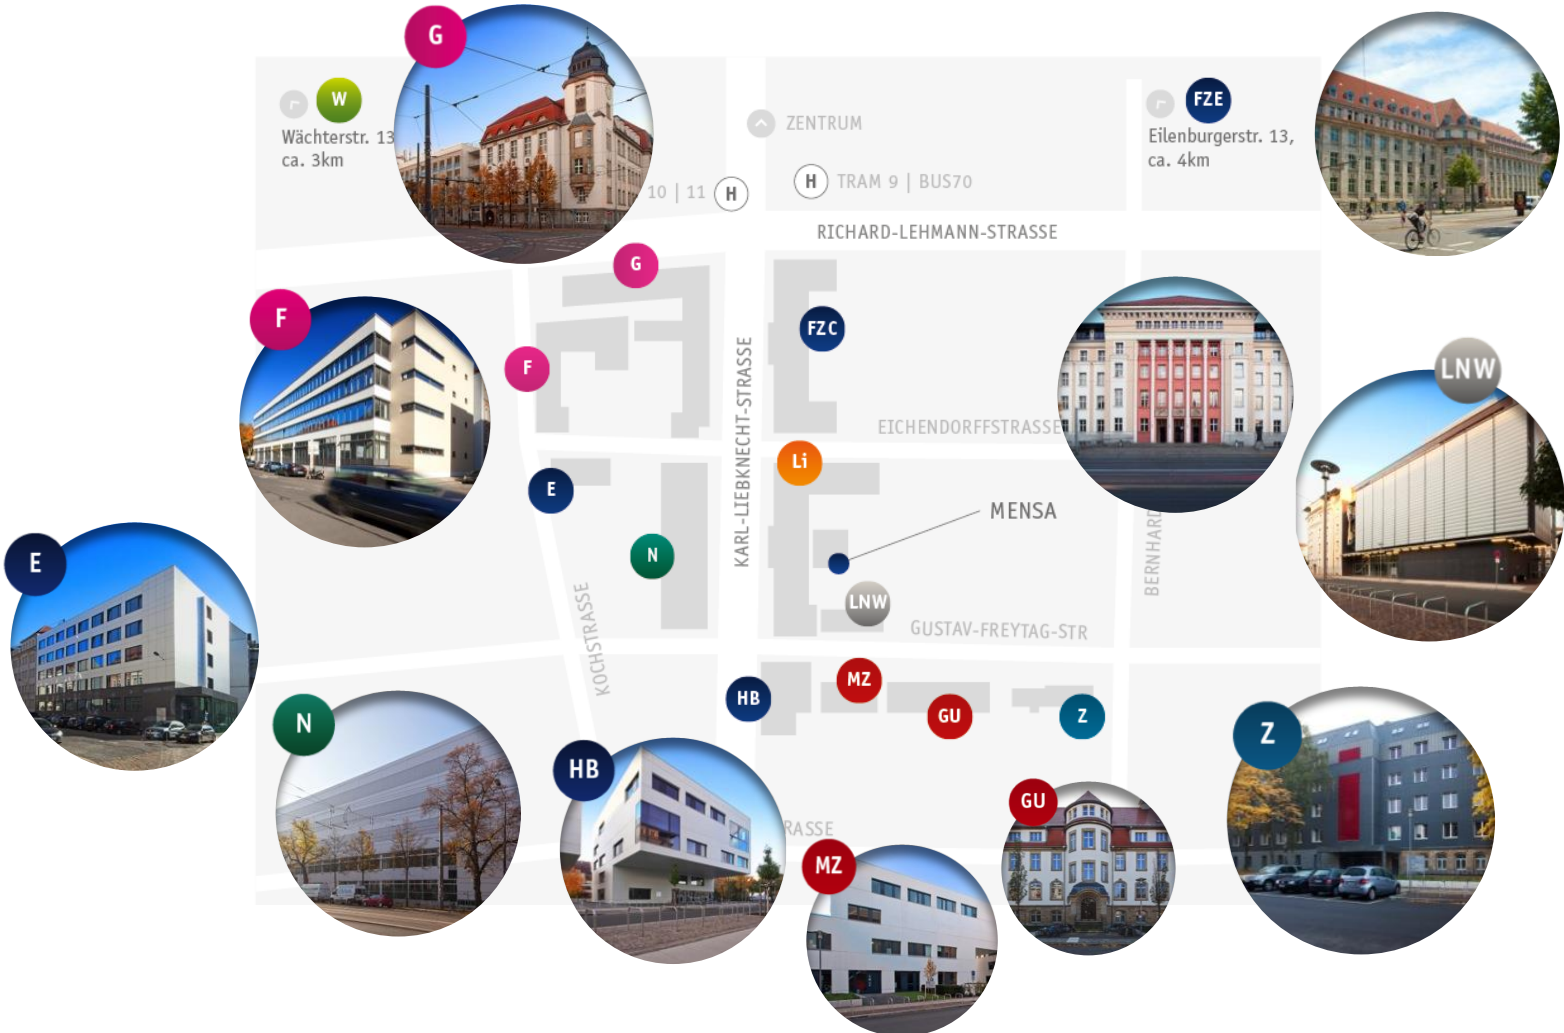 G
W
FZE
Wächterstr. 13
ca. 3km
ZENTRUM
Eilenburgerstr. 13,
ca. 4km
10 | 11 H
H TRAM 9 | BUS70
RICHARD-LEHMANN-STRASSE
G
F
FZC
F
LNW
KARL-LIEBKNECHT-STRASSE
EICHENDORFFSTRASSE
Li
E
MENSA
N
E
BERNHARD
KOCHSTRASSE
LNW
GUSTAV-FREYTAG-STR
MZ
HB
GU
Z
N
Z
HB
GU
RASSE
MZ